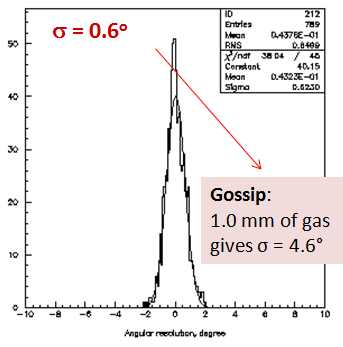 σ = 0.6°
ID 212
Entries 789
Mean 0.4376E-01
RMS 0.6469
χ²/ndf 38.04 / 46
Constant 40.15
Mean 0.4323E-01
Sigma 0.6230
50
40
30
20
10
0
Gossip:
1.0 mm of gas
gives σ = 4.6°
-10 -8 -6 -4 -2 0 2 4 6 8 10
Angular resolution, degree